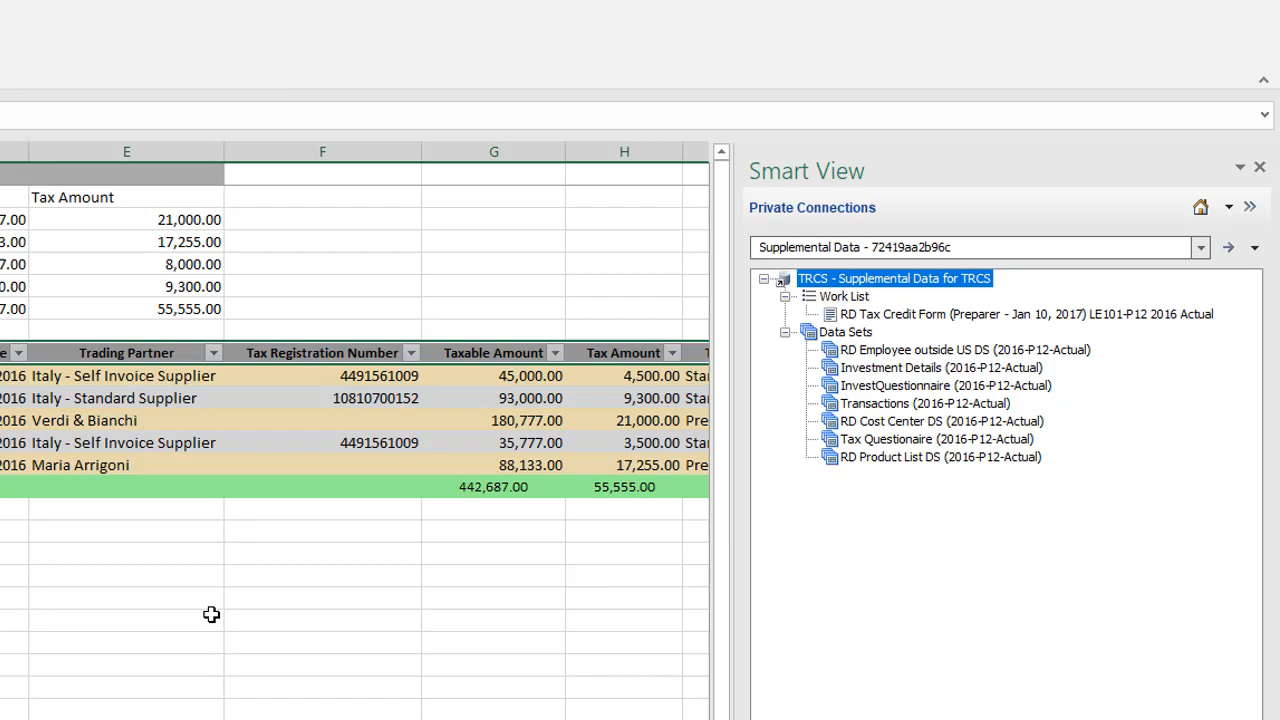 Smart View
Private Connections
Supplemental Data - 72419aa2b96c
E F G H
Tax Amount
7.00 21,000.00
3.00 17,255.00
7.00 8,000.00
0.00 9,300.00
7.00 55,555.00
e Trading Partner Tax Registration Number Taxable Amount Tax Amount T
2016 Italy - Self Invoice Supplier 4491561009 45,000.00 4,500.00 Star
2016 Italy - Standard Supplier 10810700152 93,000.00 9,300.00 Star
2016 Verdi & Bianchi 180,777.00 21,000.00 Pre
2016 Italy - Self Invoice Supplier 4491561009 35,777.00 3,500.00 Star
2016 Maria Arrigoni 88,133.00 17,255.00 Pre
442,687.00 55,555.00
TRCS - Supplemental Data for TRCS
Work List
RD Tax Credit Form (Preparer - Jan 10, 2017) LE101-P12 2016 Actual
Data Sets
RD Employee outside US DS (2016-P12-Actual)
Investment Details (2016-P12-Actual)
InvestQuestionnaire (2016-P12-Actual)
Transactions (2016-P12-Actual)
RD Cost Center DS (2016-P12-Actual)
Tax Questionaire (2016-P12-Actual)
RD Product List DS (2016-P12-Actual)